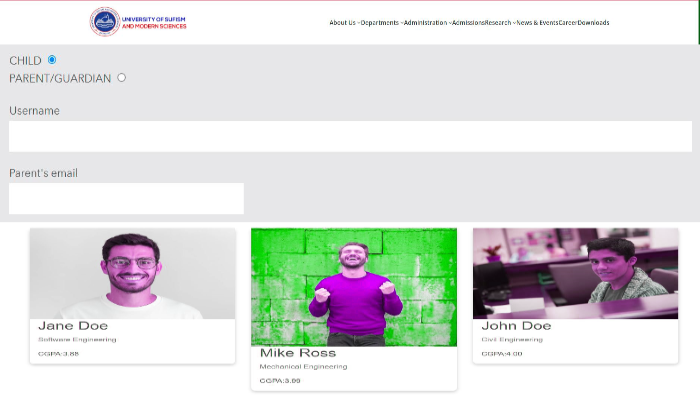 UNIVERSITY OF SUFISM
AND MODERN SCIENCES
About Us Departments Administration Admissions Research News & Events Career Downloads
CHILD
PARENT/GUARDIAN
Username
Parent's email
Jane Doe
Software Engineering
CGPA:3.88
Mike Ross
Mechanical Engineering
CGPA:3.99
John Doe
Civil Engineering
CGPA:4.00